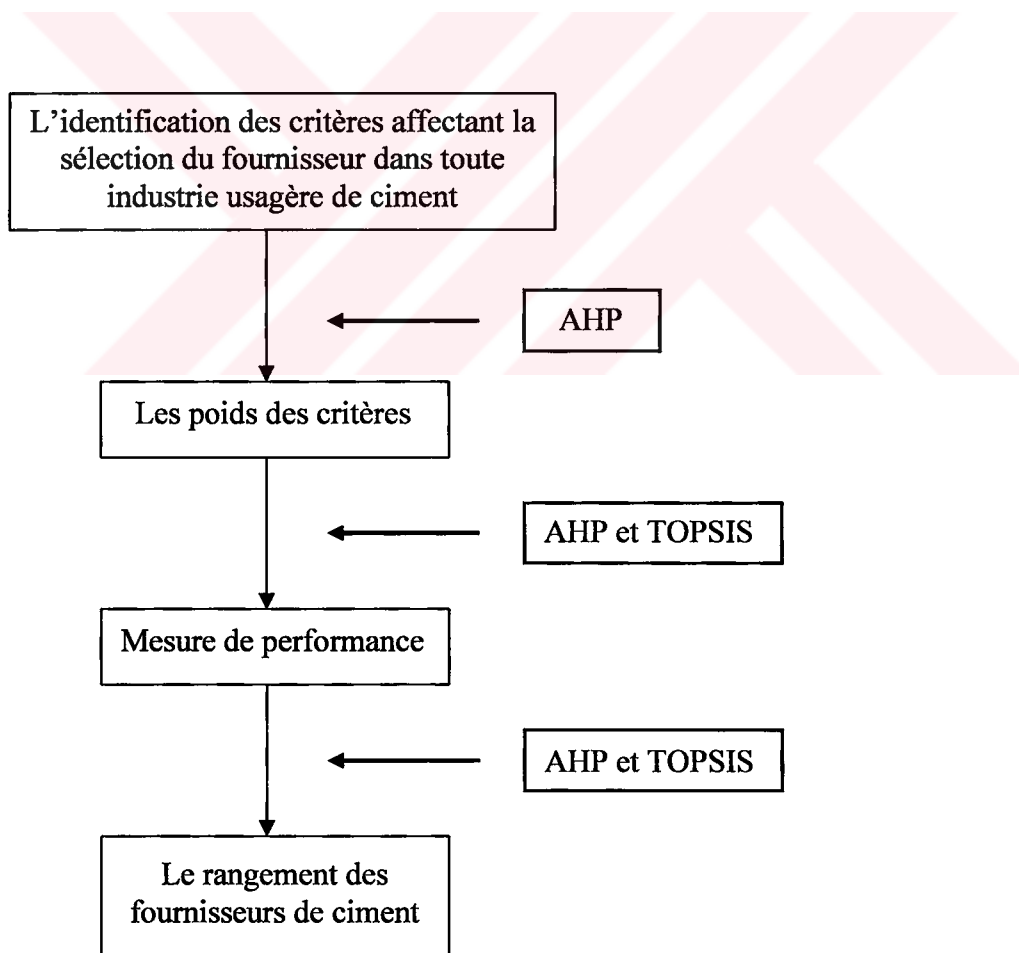 L’identification des critères affectant la
sélection du fournisseur dans toute
industrie usagère de ciment
AHP
Les poids des critères
AHP et TOPSIS
Mesure de performance
AHP et TOPSIS
Le rangement des
fournisseurs de ciment